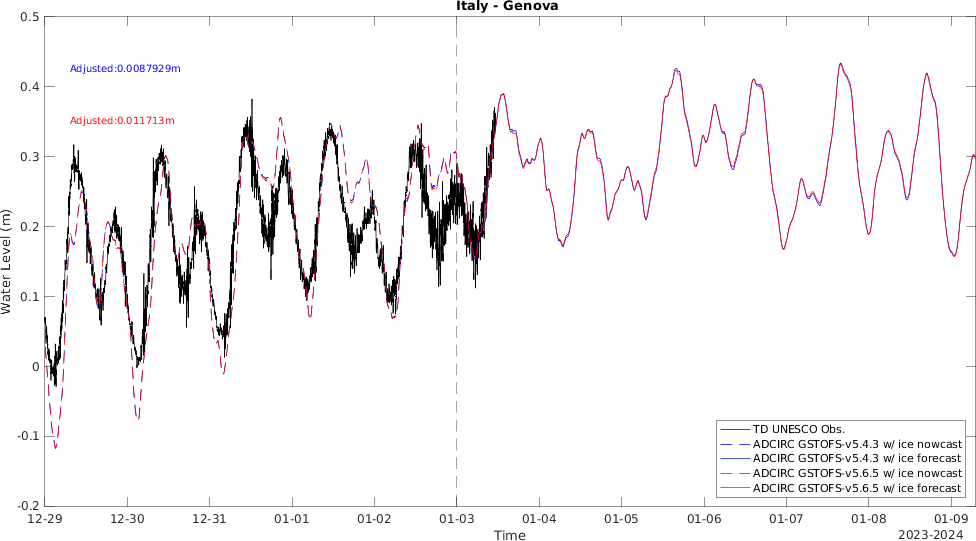 Italy - Genova
Adjusted:0.0087929m
Adjusted:0.011713m
Water Level (m)
0.5
0.4
0.3
0.2
0.1
0
-0.1
-0.2
12-29 12-30 12-31 01-01 01-02 01-03 01-04 01-05 01-06 01-07 01-08 01-09
Time
2023-2024
TD UNESCO Obs.
ADCIRC GSTOFS-v5.4.3 w/ ice nowcast
ADCIRC GSTOFS-v5.4.3 w/ ice forecast
ADCIRC GSTOFS-v5.6.5 w/ ice nowcast
ADCIRC GSTOFS-v5.6.5 w/ ice forecast